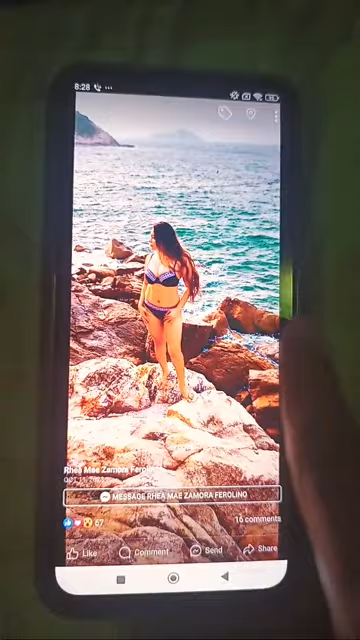 8:28
Rhea Mae Zamora Ferolino
MESSAGE RHEA MAE ZAMORA FEROLINO
67
16 comments
Like
Comment
Send
Share